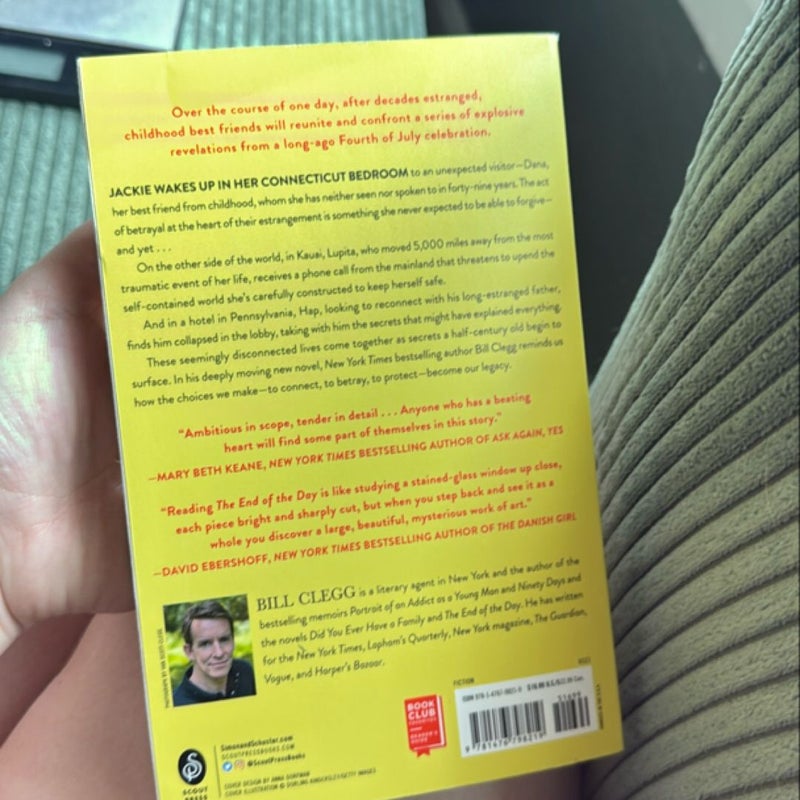 Over the course of one day, after decades estranged,
childhood best friends will reunite and confront a series of explosive
revelations from a long-ago Fourth of July celebration.
JACKIE WAKES UP IN HER CONNECTICUT BEDROOM to an unexpected visitor—Dana,
her best friend from childhood, whom she has neither seen nor spoken to in forty-nine years. The act
of betrayal at the heart of their estrangement is something she never expected to be able to forgive—
and yet . . .
On the other side of the world, in Kauai, Lupita, who moved 5,000 miles away from the most
traumatic event of her life, receives a phone call from the mainland that threatens to upend the
self-contained world she's carefully constructed to keep herself safe.
And in a hotel in Pennsylvania, Hap, looking to reconnect with his long-estranged father,
finds him collapsed in the lobby, taking with him the secrets that might have explained everything.
These seemingly disconnected lives come together as secrets a half-century old begin to
surface. In his deeply moving new novel, New York Times bestselling author Bill Clegg reminds us
how the choices we make—to connect, to betray, to protect—become our legacy.
"Ambitious in scope, tender in detail . . . Anyone who has a beating
heart will find some part of themselves in this story."
—MARY BETH KEANE, NEW YORK TIMES BESTSELLING AUTHOR OF ASK AGAIN, YES
"Reading The End of the Day is like studying a stained-glass window up close,
each piece bright and sharply cut, but when you step back and see it as a
whole you discover a large, beautiful, mysterious work of art."
—DAVID EBERSHOFF, NEW YORK TIMES BESTSELLING AUTHOR OF THE DANISH GIRL
BILL CLEGG is a literary agent in New York and the author of the
bestselling memoirs Portrait of an Addict as a Young Man and Ninety Days and
the novels Did You Ever Have a Family and The End of the Day. He has written
for the New York Times, Lapham's Quarterly, New York magazine, The Guardian,
Vogue, and Harper's Bazaar.
FICTION
BOOK
CLUB
FAVORITES
READER'S
GUIDE
SimonandSchuster.com
SCOUTPRESSBOOKS.COM
@ScoutPressBooks
SCOUT
PRESS
COVER DESIGN BY ANNA DORFMAN
COVER ILLUSTRATION © DORLING KINDERSLEY/GETTY IMAGES